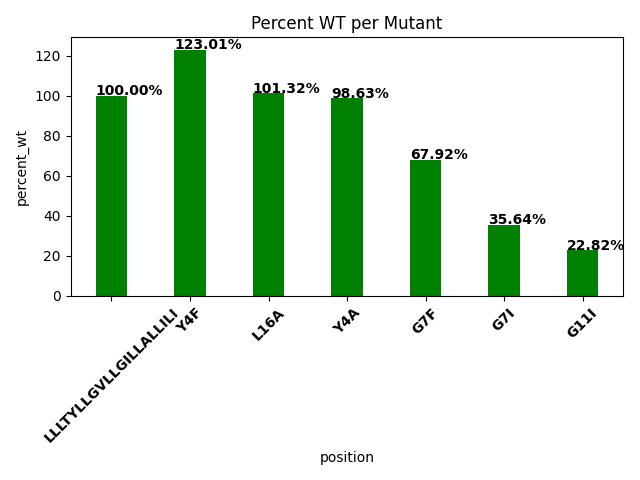 Percent WT per Mutant
percent_wt
120
100
80
60
40
20
0
100.00%
123.01%
101.32%
98.63%
67.92%
35.64%
22.82%
LLLTYLLGVLLGILLALLILI
Y4F
L16A
Y4A
G7F
G7I
G11I
position